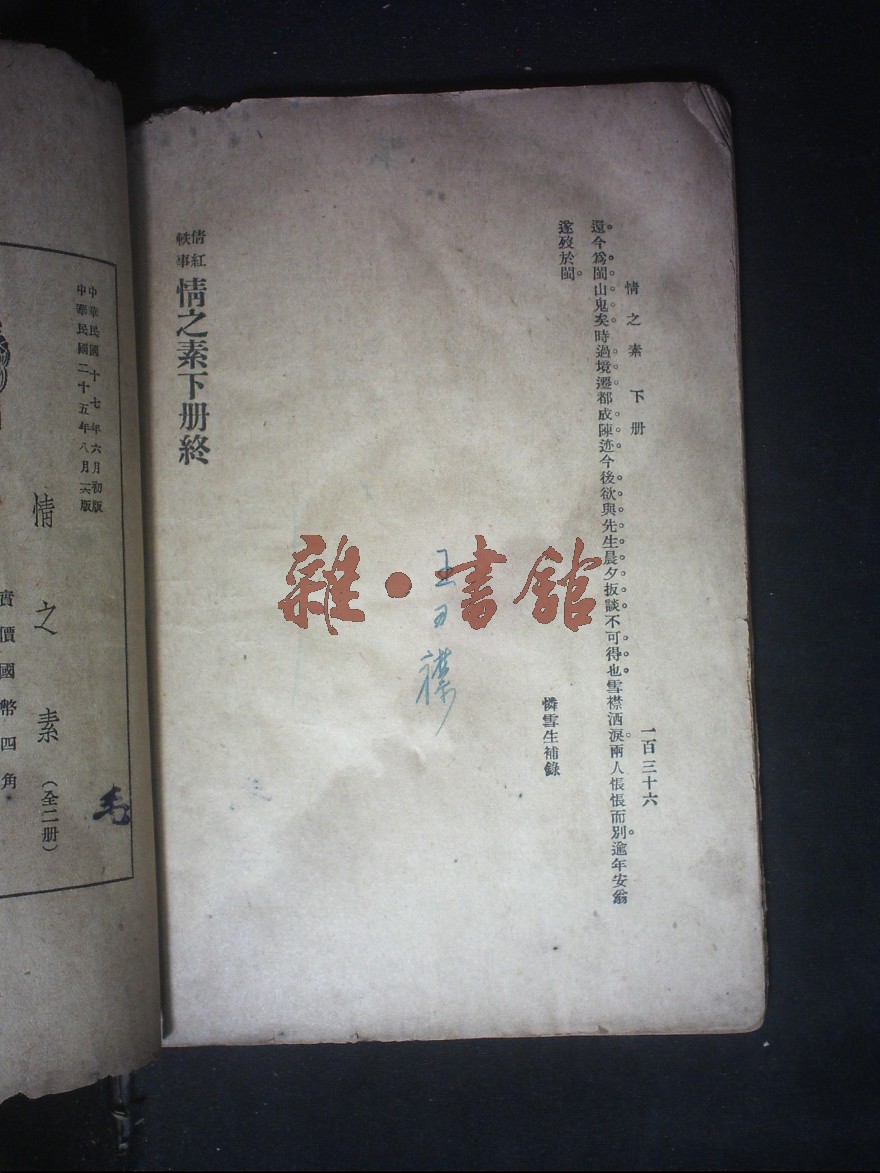 情之素 下册
一百三十六
還今爲閩山鬼矣時過境遷都成陳迹今後欲與先生晨夕扳談不可得也雪襟洒淚兩人悵悵而別逾年安翁
遂歿於閩
憐雪生補錄
倩紅軼事 情之素下册終
雜·書館
中華民國十七年六月初版
中華民國二十五年八月 版
情之素(全二册)
實價國幣四角